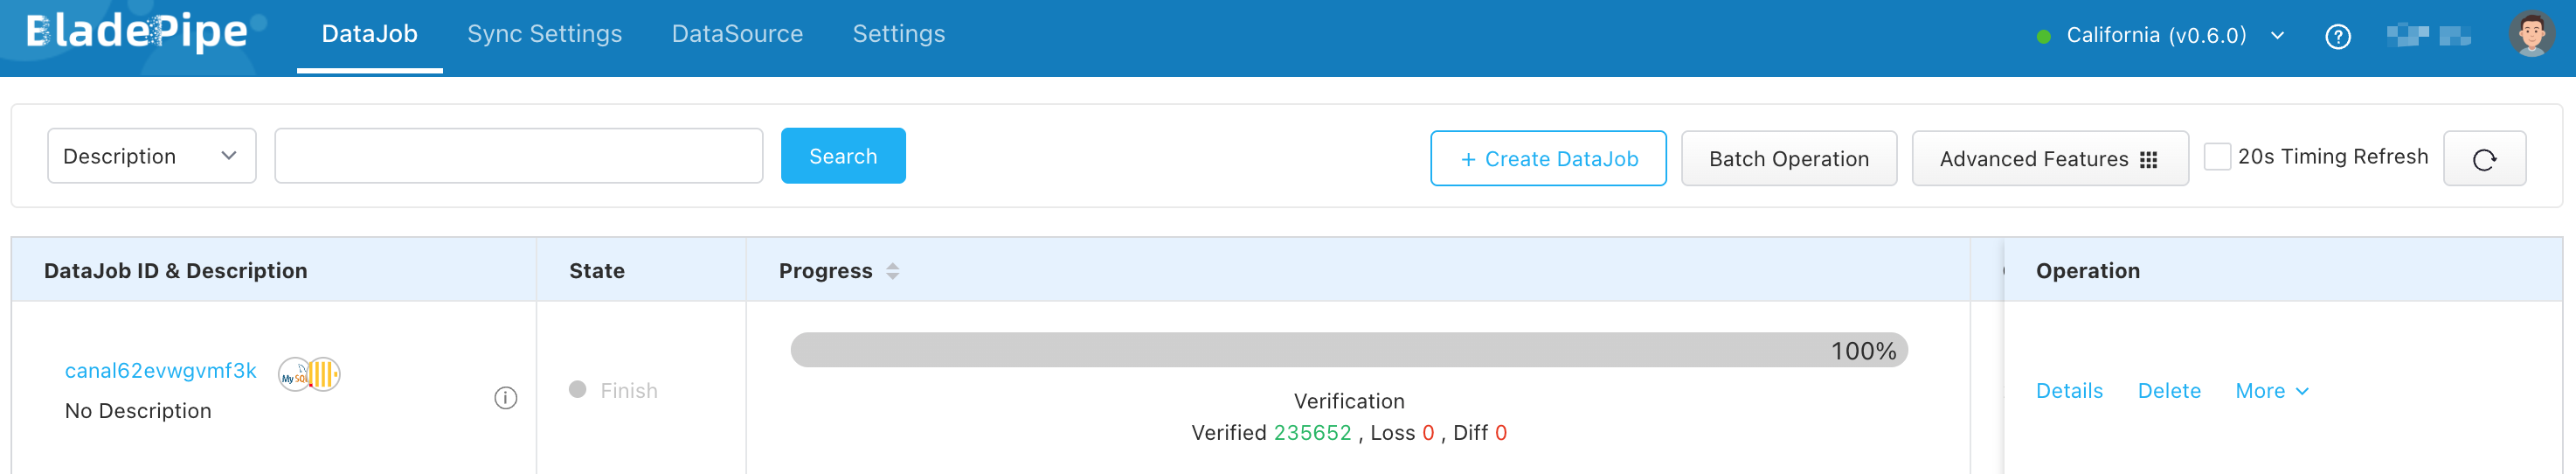 BladePipe DataJob Sync Settings DataSource Settings California (v0.6.0)
Description Search + Create DataJob Batch Operation Advanced Features 20s Timing Refresh
DataJob ID & Description State Progress Operation
100%
canal62evwgvmf3k MySQL
Finish Details Delete More
No Description
Verification
Verified 235652 , Loss 0 , Diff 0